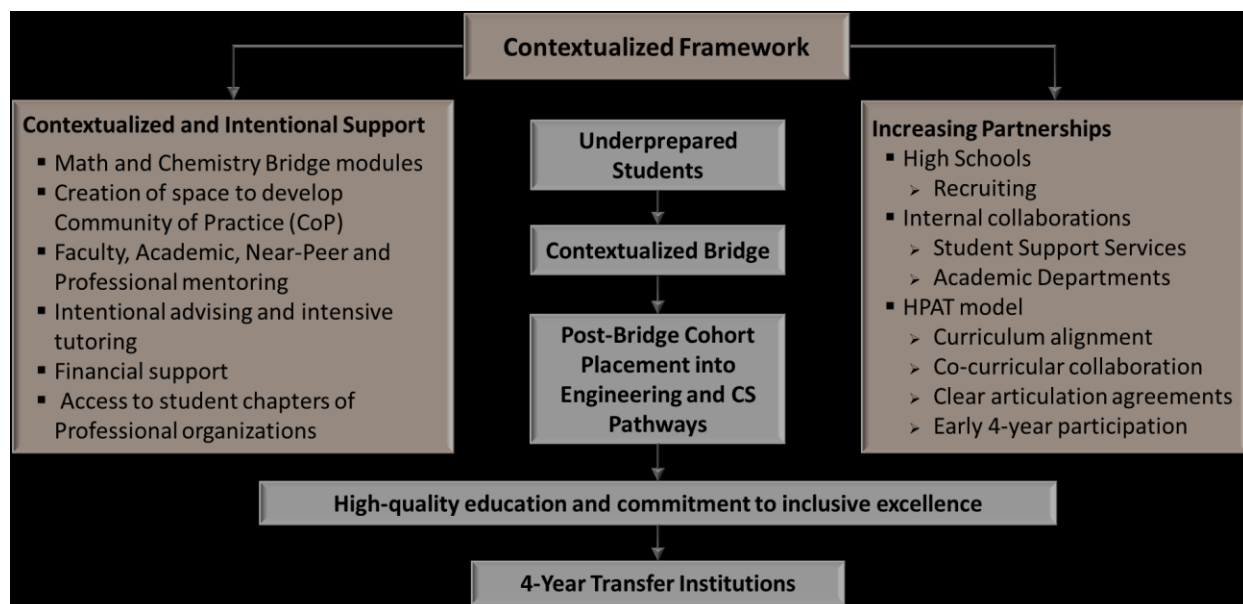 Contextualized Framework
Contextualized and Intentional Support
▪ Math and Chemistry Bridge modules
▪ Creation of space to develop
Community of Practice (CoP)
▪ Faculty, Academic, Near-Peer and
Professional mentoring
▪ Intentional advising and intensive
tutoring
▪ Financial support
▪ Access to student chapters of
Professional organizations
Underprepared
Students
Contextualized Bridge
Post-Bridge Cohort
Placement into
Engineering and CS
Pathways
Increasing Partnerships
▪ High Schools
➢ Recruiting
▪ Internal collaborations
➢ Student Support Services
➢ Academic Departments
▪ HPAT model
➢ Curriculum alignment
➢ Co-curricular collaboration
➢ Clear articulation agreements
➢ Early 4-year participation
High-quality education and commitment to inclusive excellence
4-Year Transfer Institutions